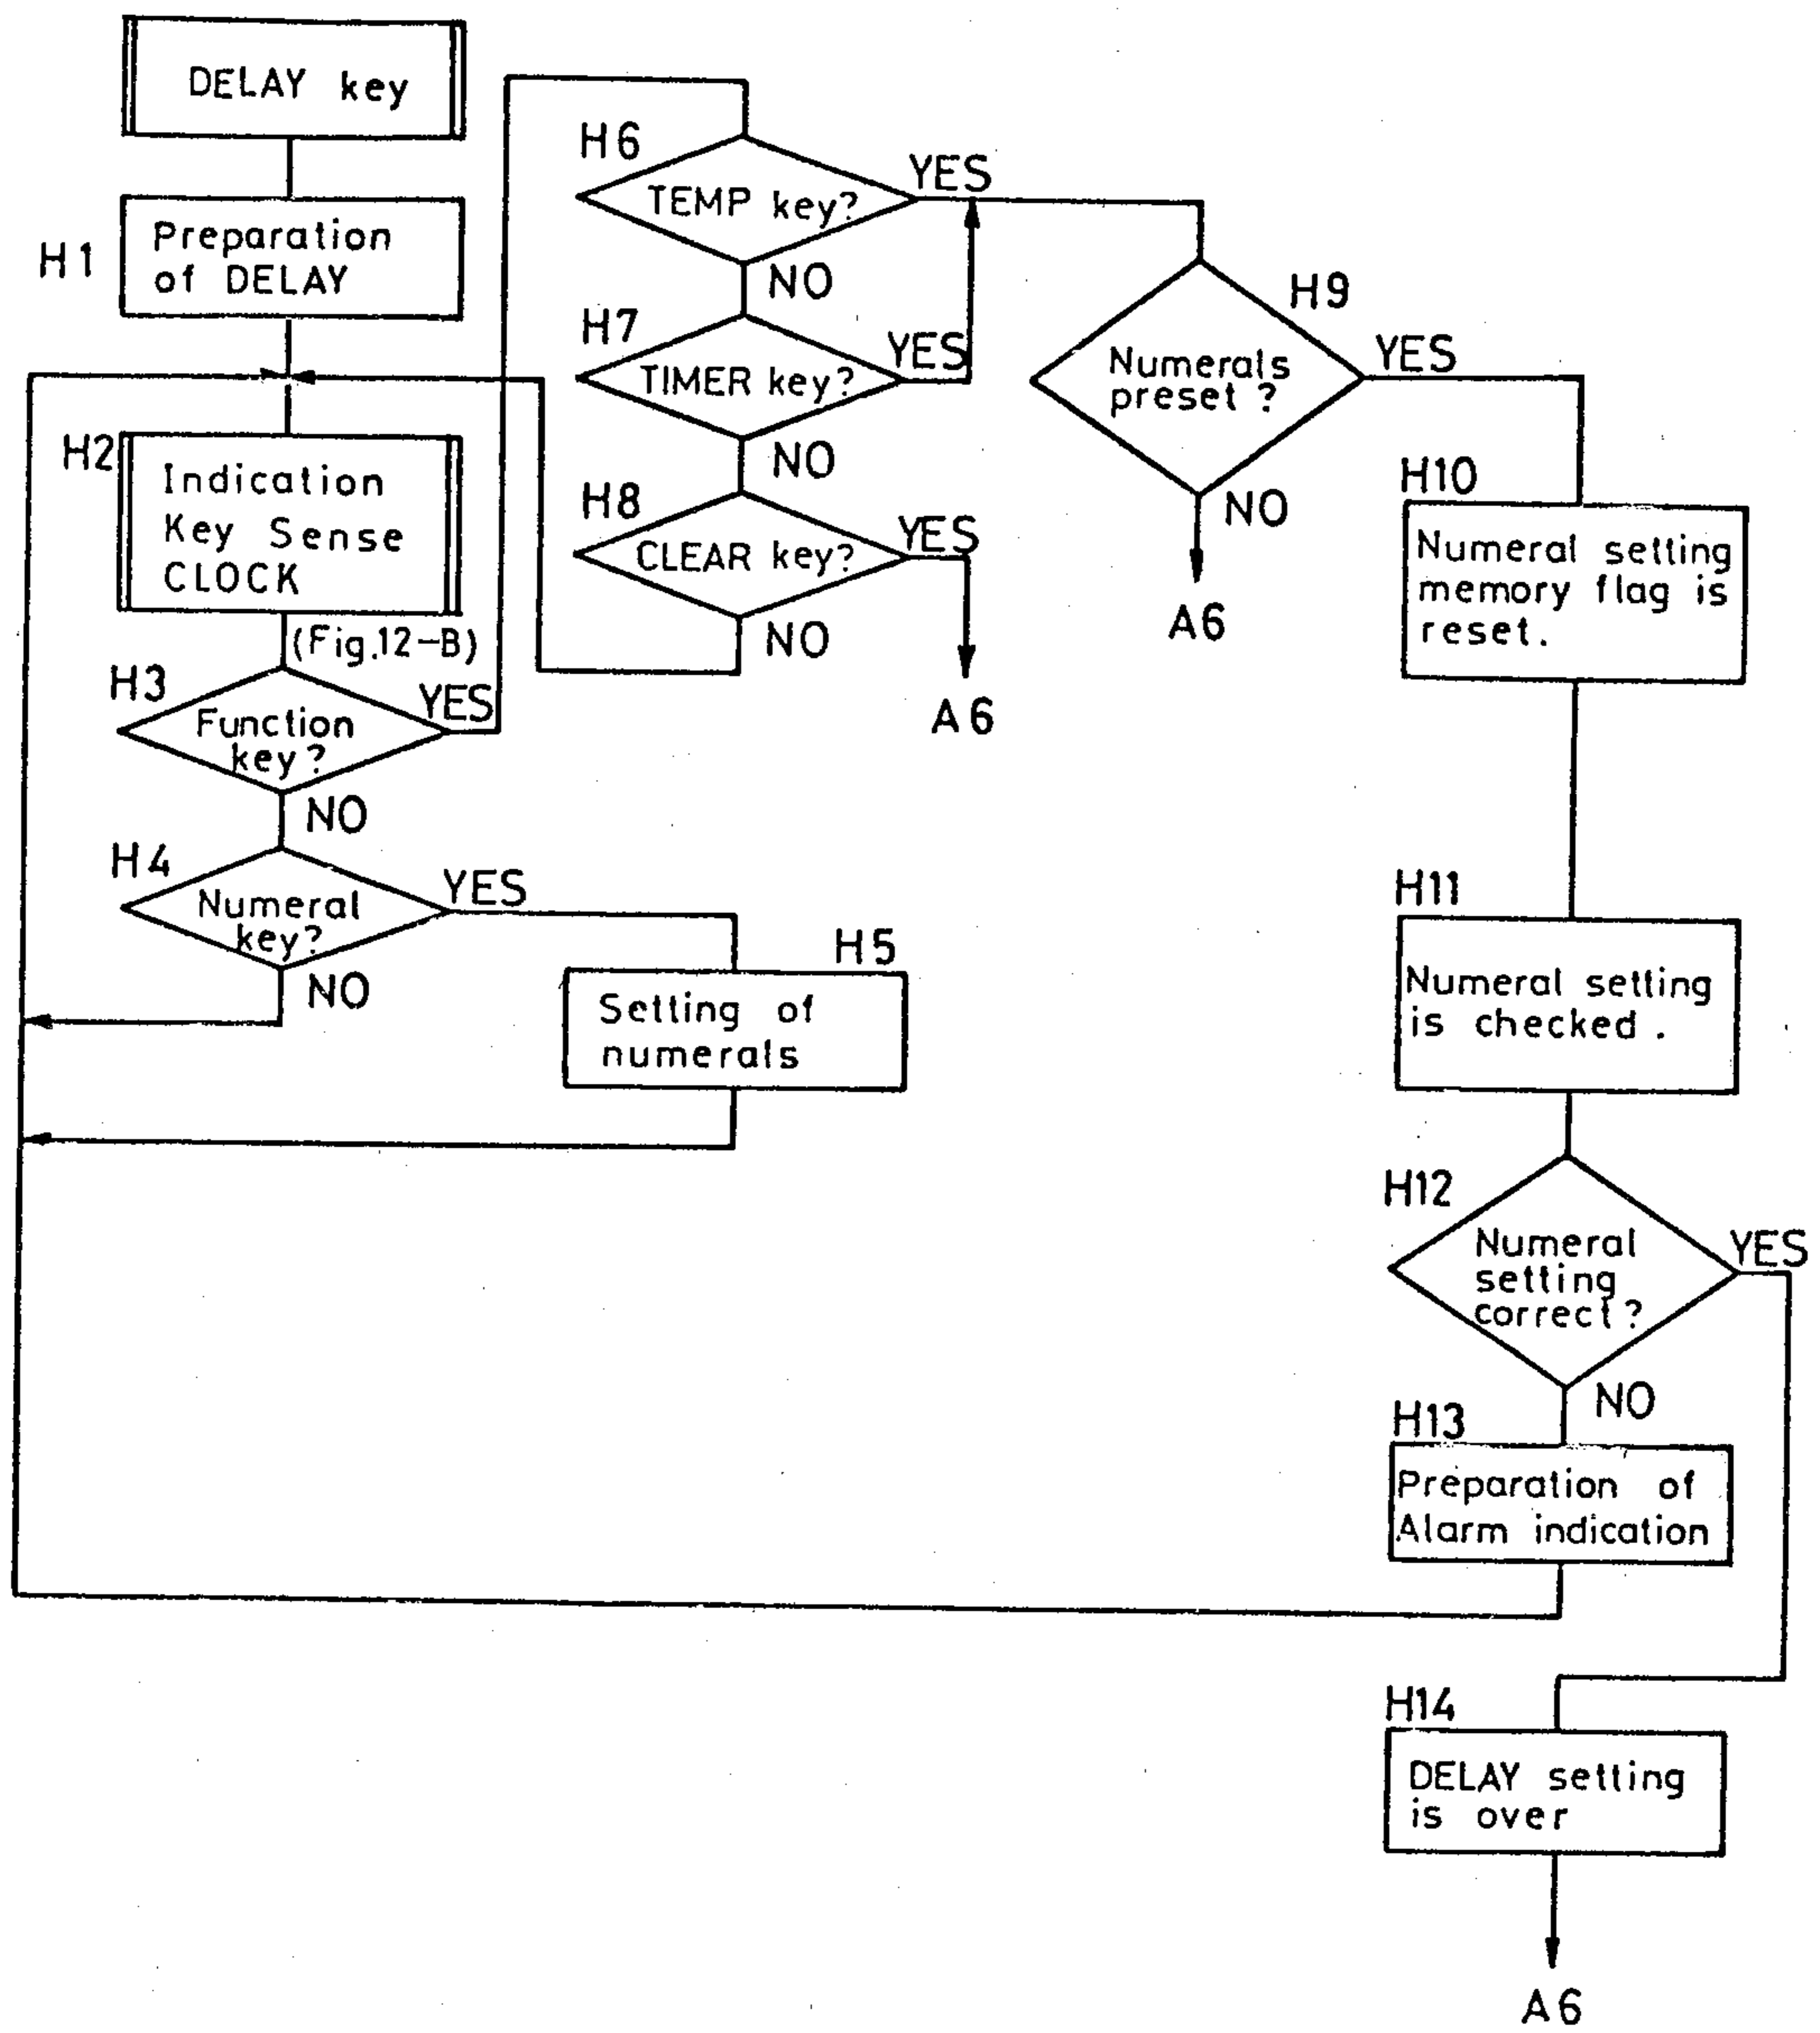 DELAY key
H1
Preparation
of DELAY
H2
Indication
Key Sense
CLOCK
(Fig.12-B)
H3
Function
key?
YES
NO
H4
Numeral
key?
YES
NO
H5
Setting of
numerals
H6
TEMP key?
YES
NO
H7
TIMER key?
YES
NO
H8
CLEAR key?
YES
NO
A6
H9
Numerals
preset?
YES
NO
A6
H10
Numeral setting
memory flag is
reset.
H11
Numeral setting
is checked.
H12
Numeral
setting
correct?
YES
NO
H13
Preparation of
Alarm indication
H14
DELAY setting
is over
A6